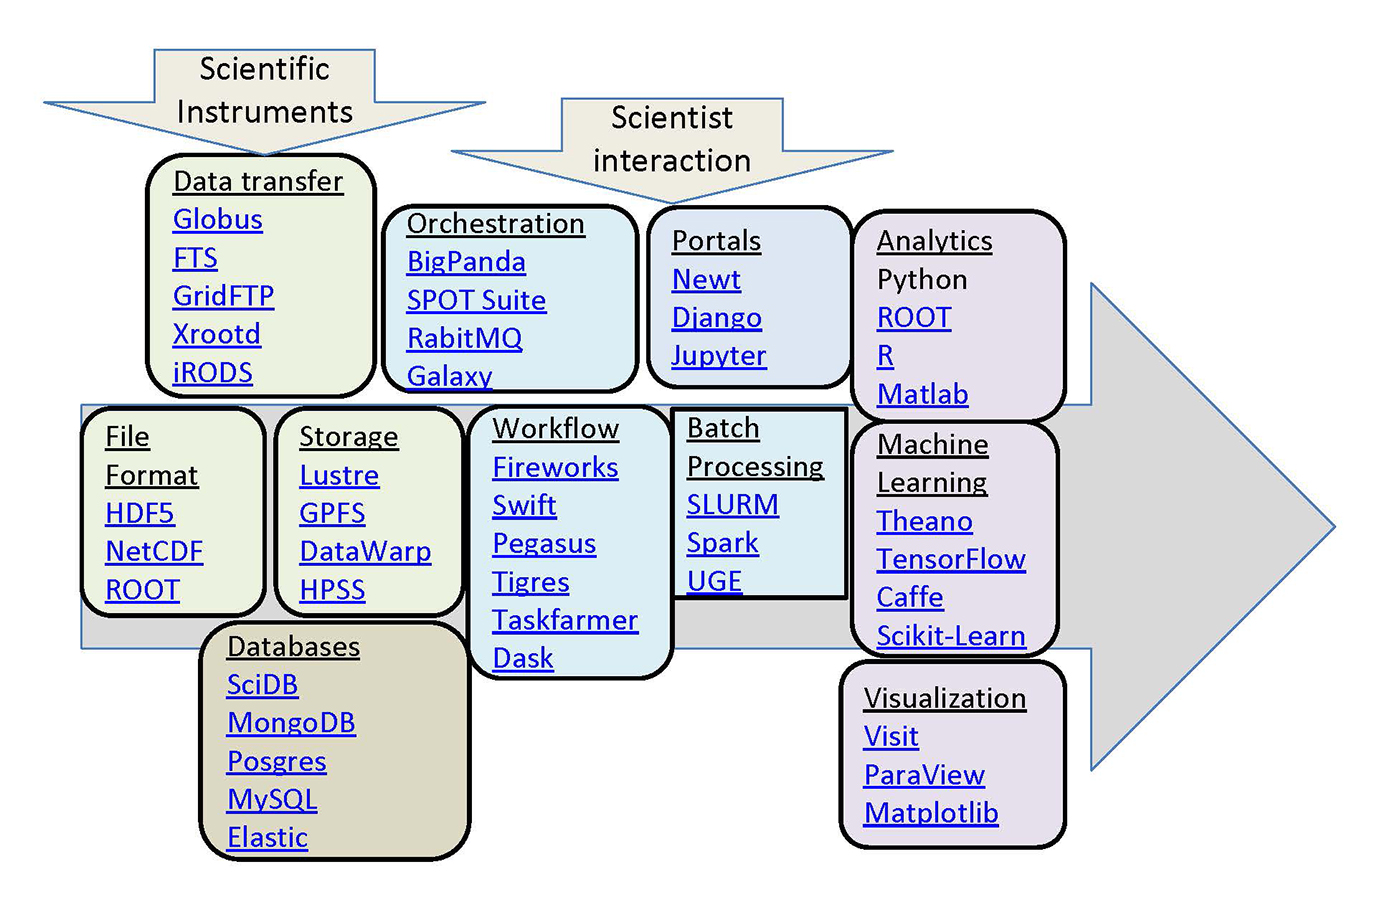 Scientific
Instruments
Scientist
interaction
Data transfer
Globus
FTS
GridFTP
Xrootd
iRODS
Orchestration
BigPanda
SPOT Suite
RabitMQ
Galaxy
Portals
Newt
Django
Jupyter
Analytics
Python
ROOT
R
Matlab
File
Format
HDF5
NetCDF
ROOT
Storage
Lustre
GPFS
DataWarp
HPSS
Workflow
Fireworks
Swift
Pegasus
Tigres
Taskfarmer
Dask
Batch
Processing
SLURM
Spark
UGE
Machine
Learning
Theano
TensorFlow
Caffe
Scikit-Learn
Databases
SciDB
MongoDB
Posgres
MySQL
Elastic
Visualization
Visit
ParaView
Matplotlib